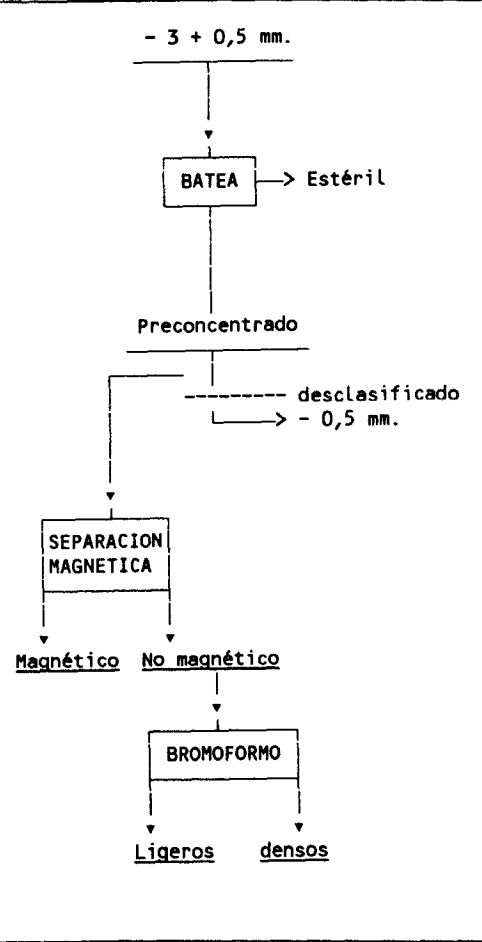 - 3 + 0,5 mm.
BATEA
Estéril
Preconcentrado
desclasificado
- 0,5 mm.
SEPARACION
MAGNETICA
Magnético
No magnético
BROMOFORMO
Ligeros
densos